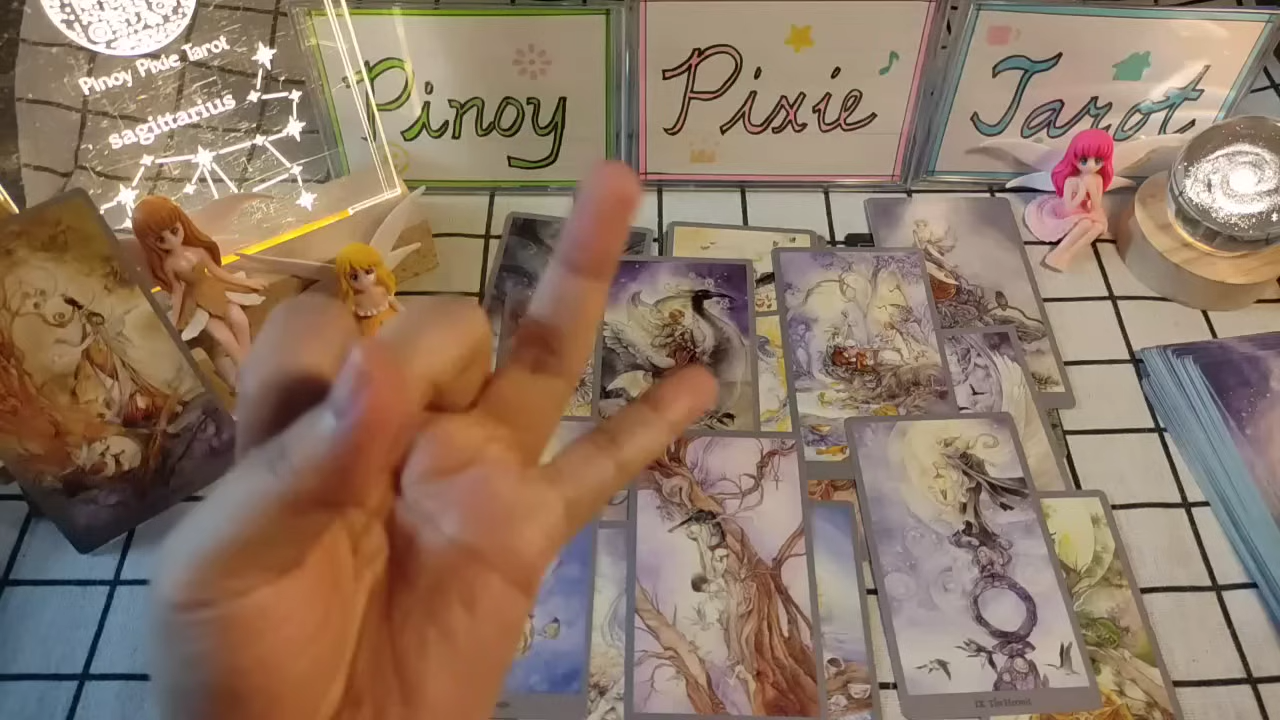 Pinoy Pixie Tarot
sagittarius
Pinoy
Pixie
Tarot
IX The Hermit